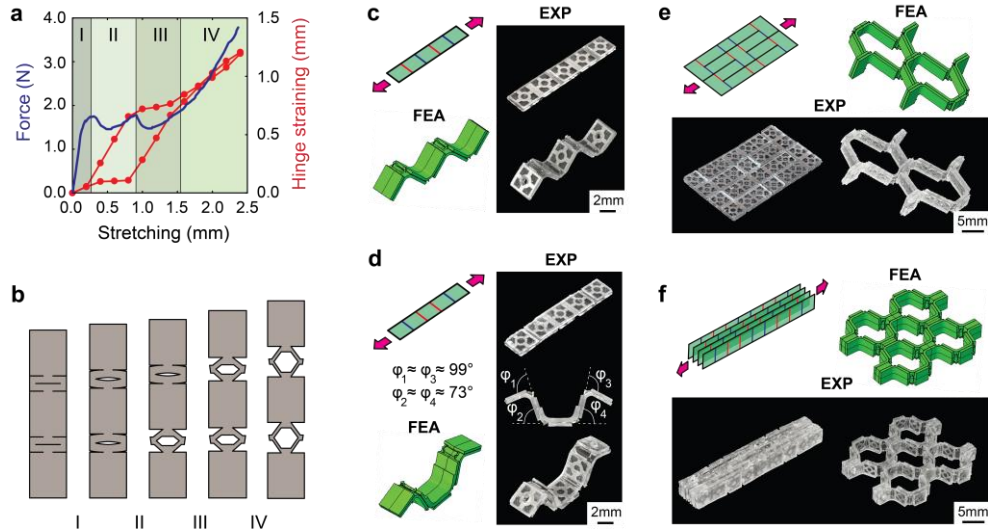 a
I II III IV
Force (N)
4.0
3.0
2.0
1.0
0.0
1.5
1.0
0.5
0.0
Hinge straining (mm)
0.0 0.5 1.0 1.5 2.0 2.5
Stretching (mm)
b
I II III IV
c
EXP
FEA
2mm
d
EXP
φ1 ≈ φ3 ≈ 99°
φ2 ≈ φ4 ≈ 73°
φ1 φ3
φ2 φ4
FEA
2mm
e
FEA
EXP
5mm
f
FEA
EXP
5mm